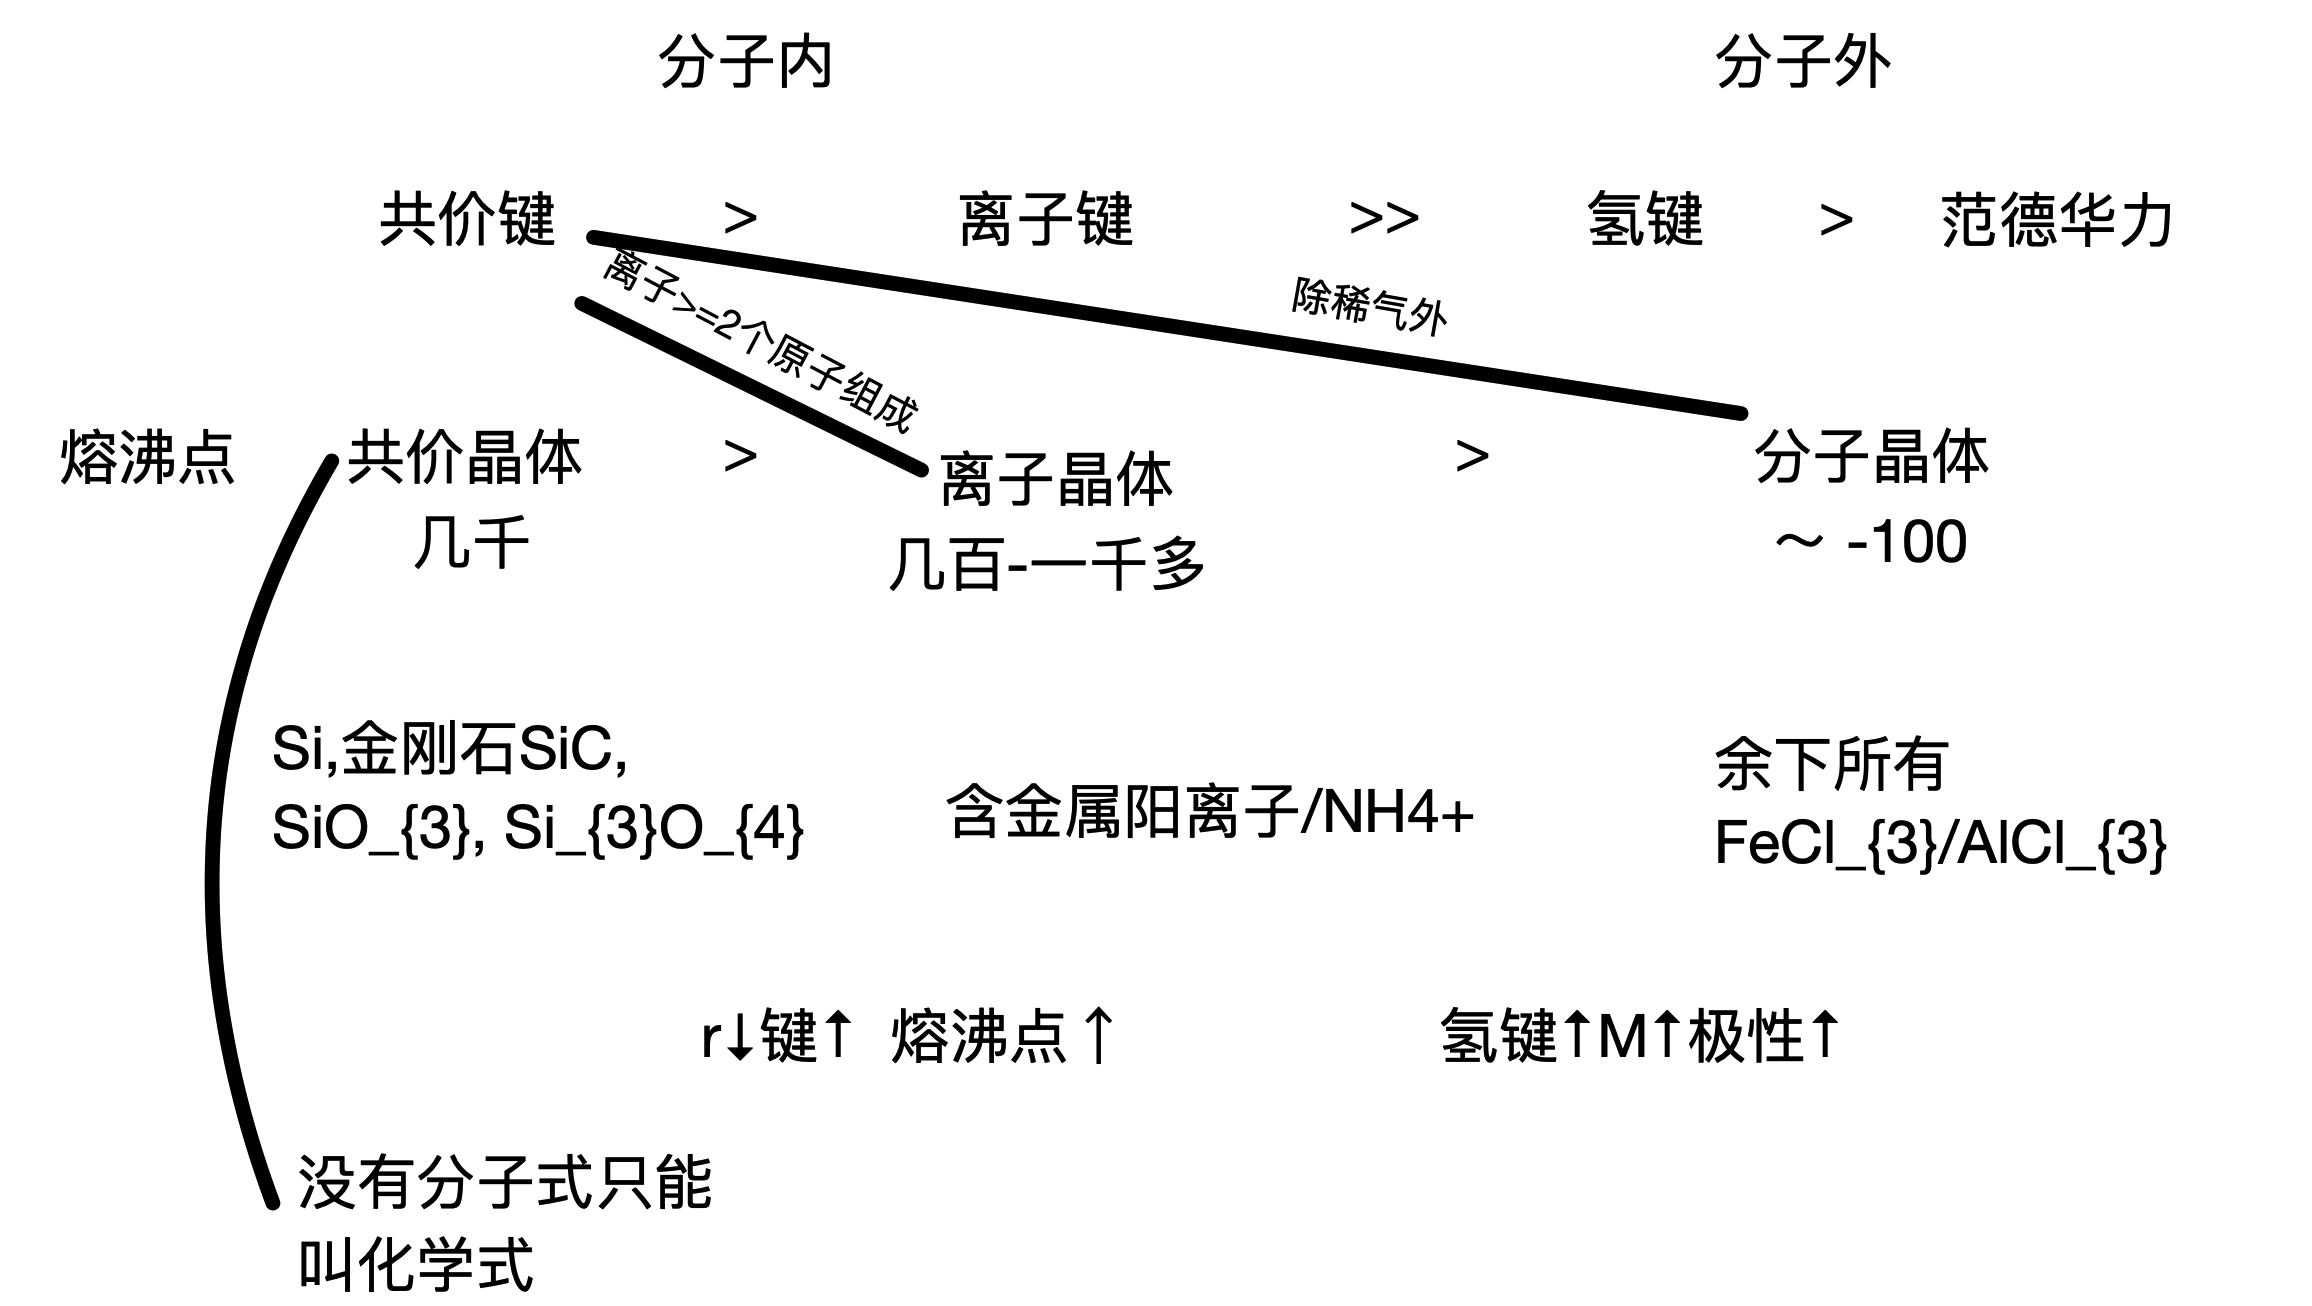 分子内
分子外
共价键 > 离子键 >> 氢键 > 范德华力
离子>=2个原子组成
除稀气外
熔沸点 共价晶体 > 离子晶体 > 分子晶体
几千
几百-一千多
～ -100
Si,金刚石SiC,
SiO_{3}, Si_{3}O_{4}
含金属阳离子/NH4+
余下所有
FeCl_{3}/AlCl_{3}
r↓键↑ 熔沸点↑
氢键↑M↑极性↑
没有分子式只能
叫化学式